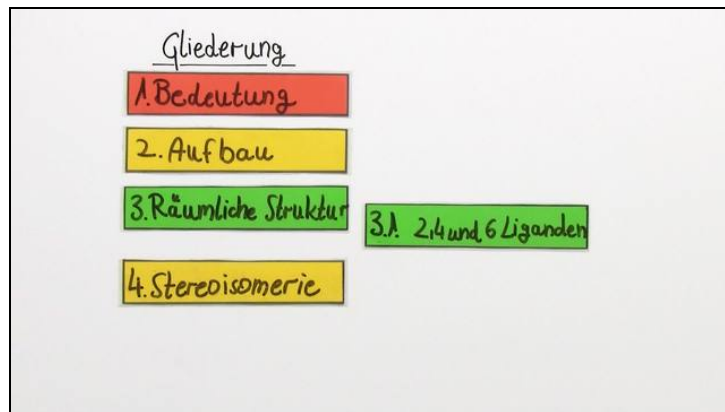 Gliederung
1. Bedeutung
2. Aufbau
3. Räumliche Struktur
3.1. 2,4 und 6 Liganden
4. Stereoisomerie